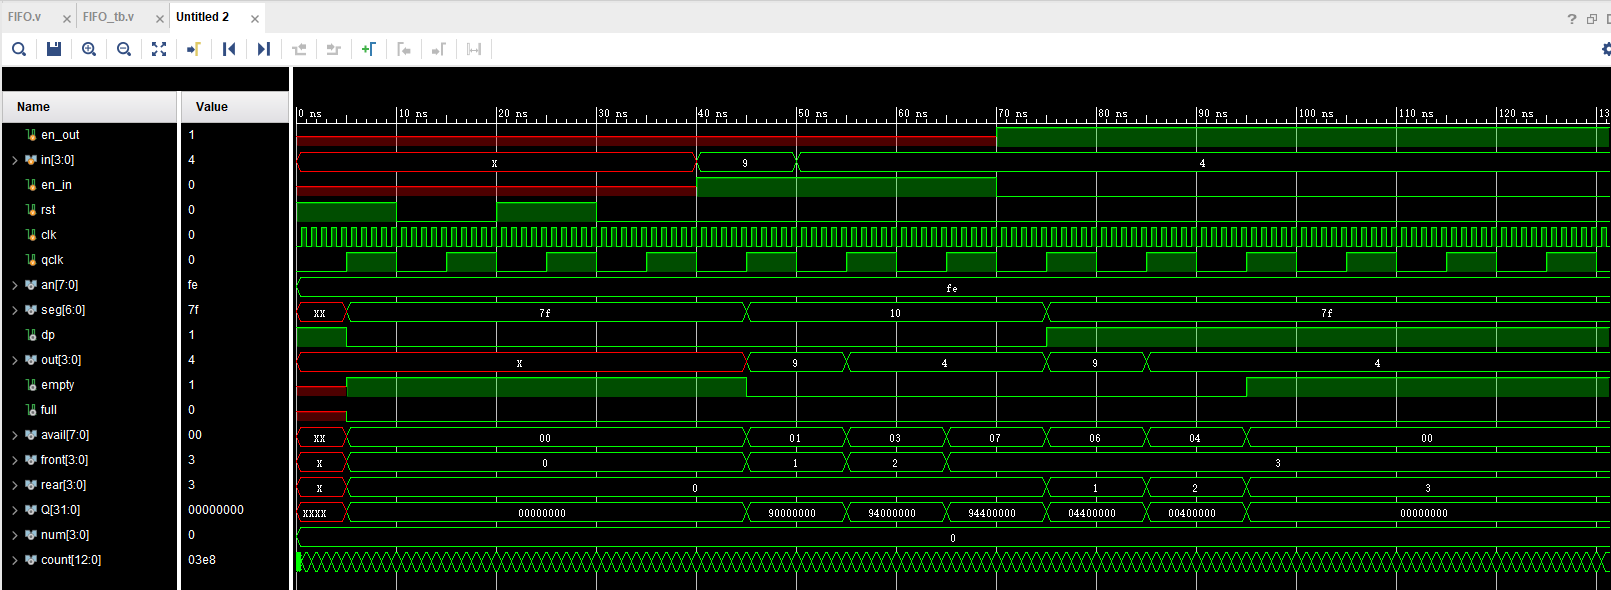 FIFO.v × FIFO_tb.v × Untitled 2 ×
?
Name Value
0 ns 10 ns 20 ns 30 ns 40 ns 50 ns 60 ns 70 ns 80 ns 90 ns 100 ns 110 ns 120 ns 13
en_out 1
in[3:0] 4 X 9 4
en_in 0
rst 0
clk 0
qclk 0
an[7:0] fe fe
seg[6:0] 7f XX 7f 10 7f
dp 1
out[3:0] 4 X 9 4 9 4
empty 1
full 0
avail[7:0] 00 XX 00 01 03 07 06 04 00
front[3:0] 3 X 0 1 2 3
rear[3:0] 3 X 0 1 2 3
Q[31:0] 00000000 XXXX 00000000 90000000 94000000 94400000 04400000 00400000 00000000
num[3:0] 0 0
count[12:0] 03e8